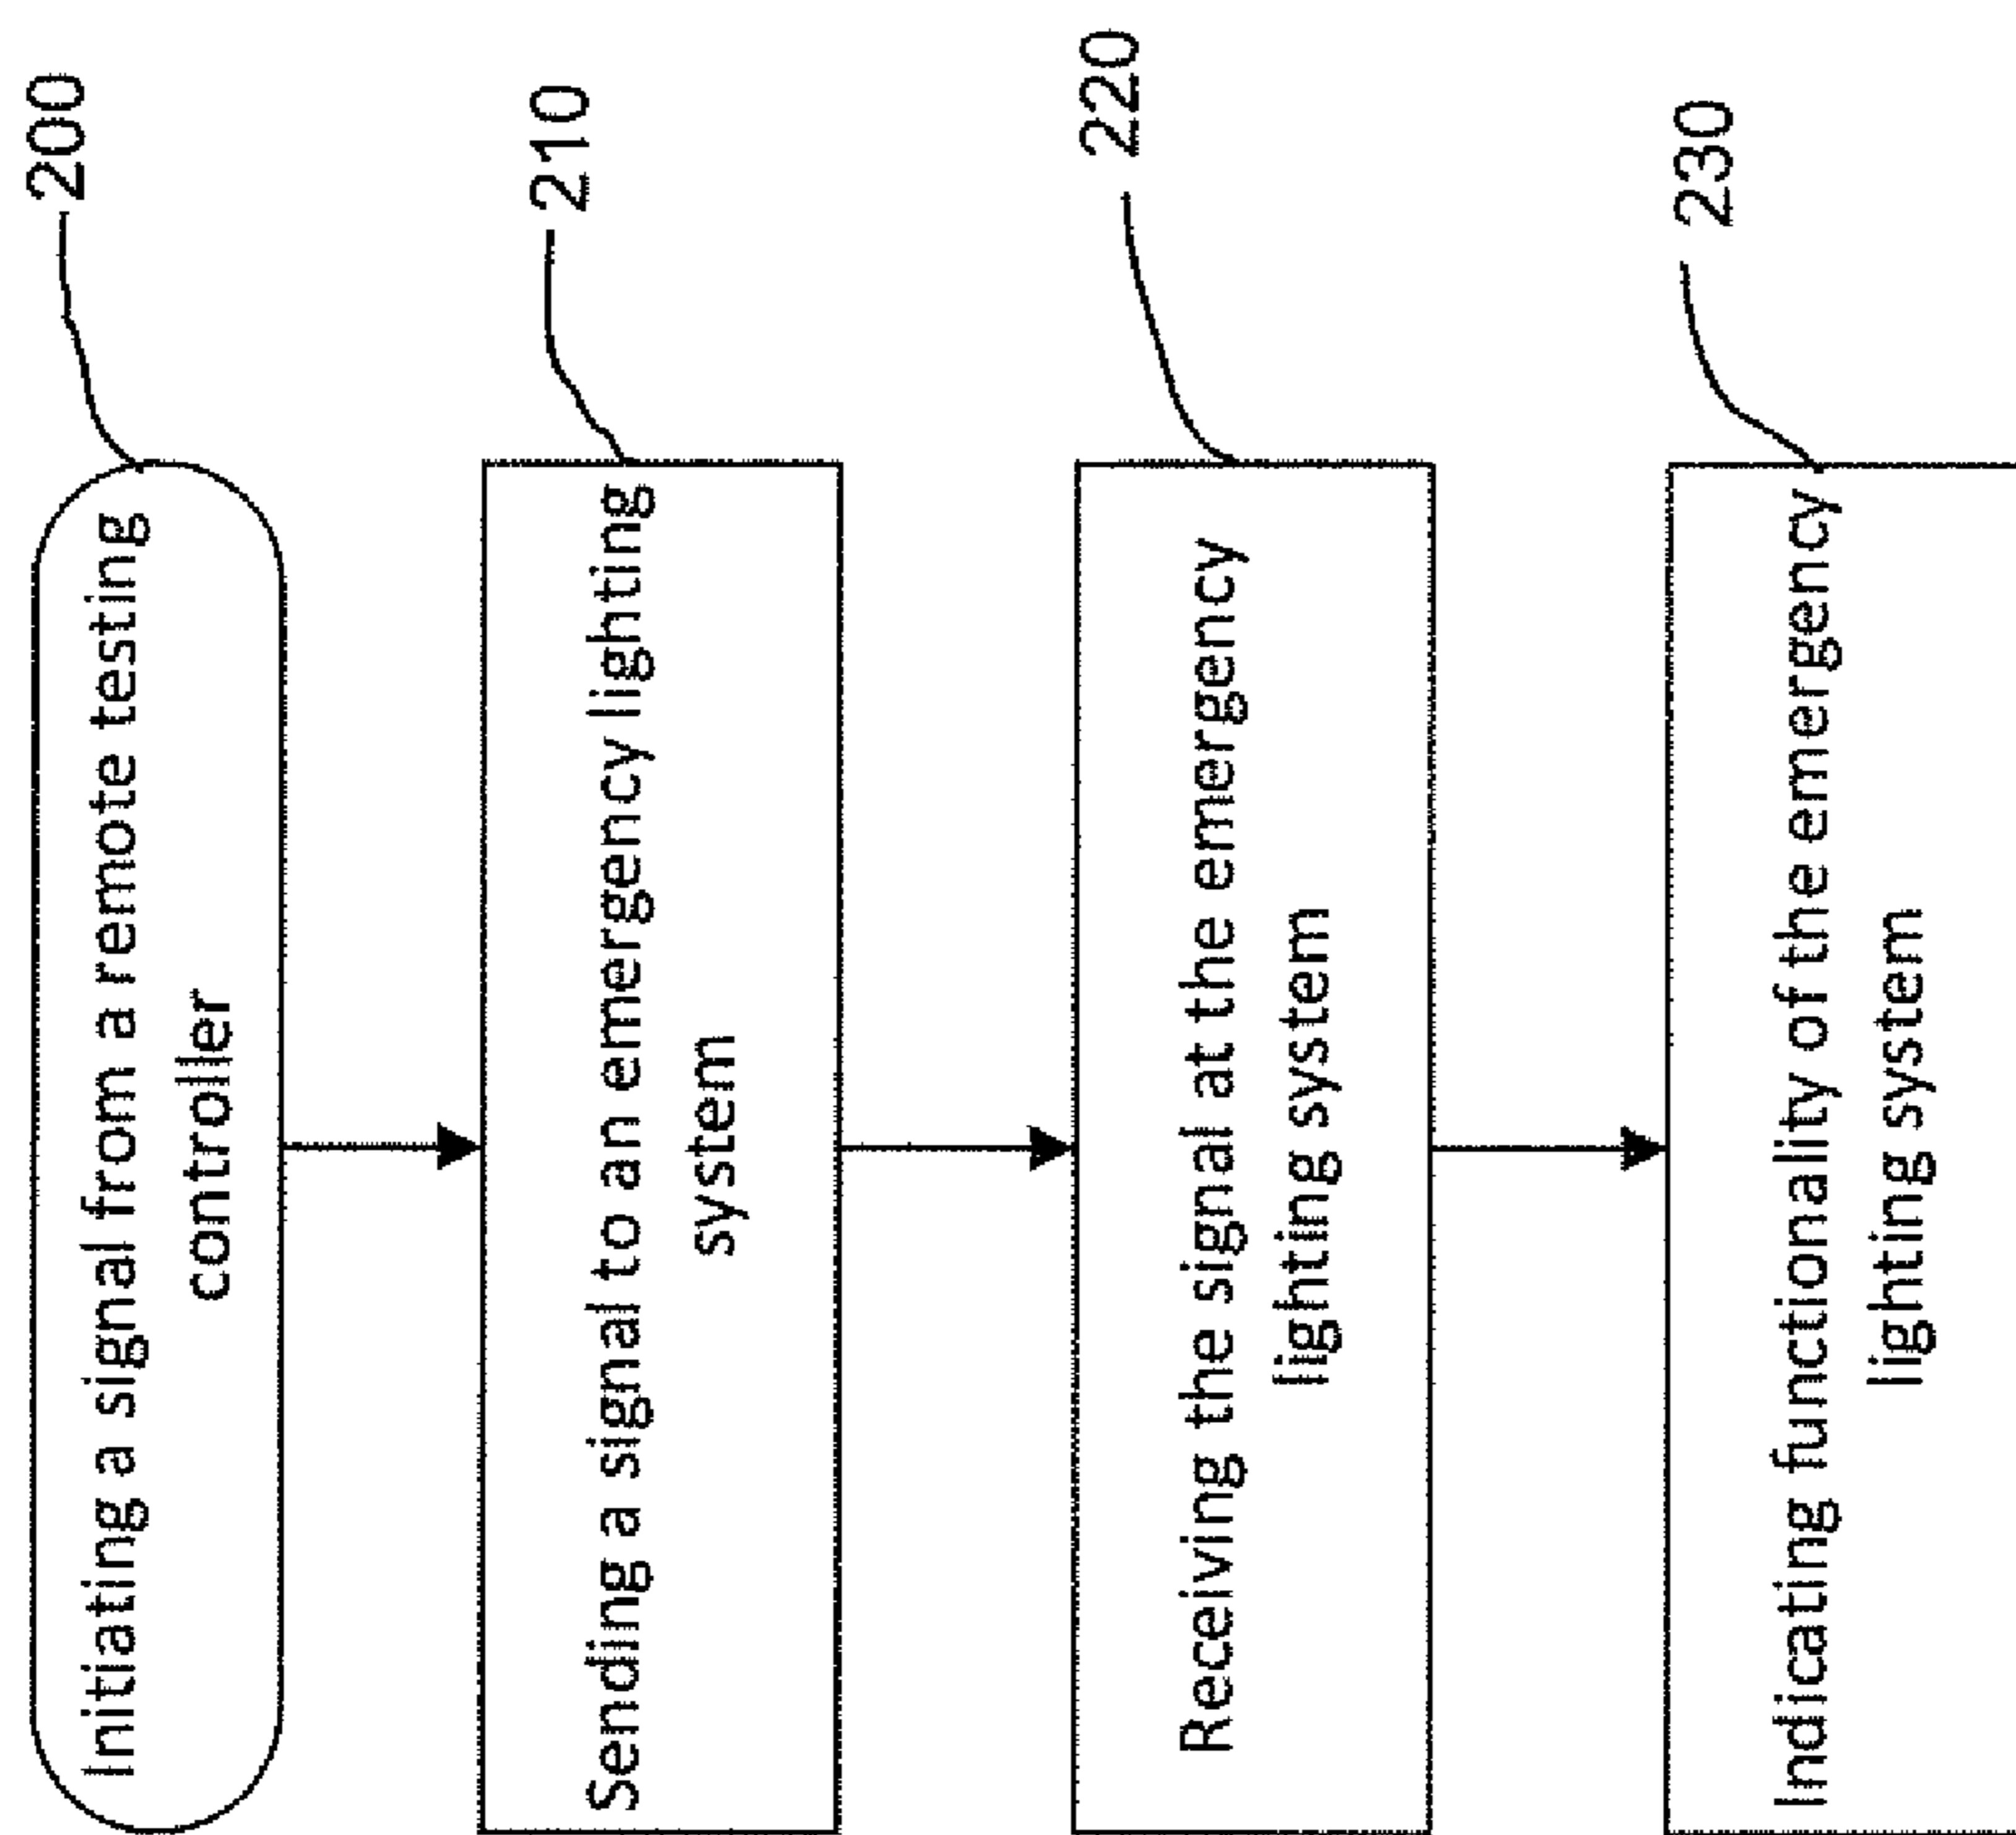 Initiating a signal from a remote testing
controller
200
Sending a signal to an emergency lighting
system
210
Receiving the signal at the emergency
lighting system
220
Indicating functionality of the emergency
lighting system
230